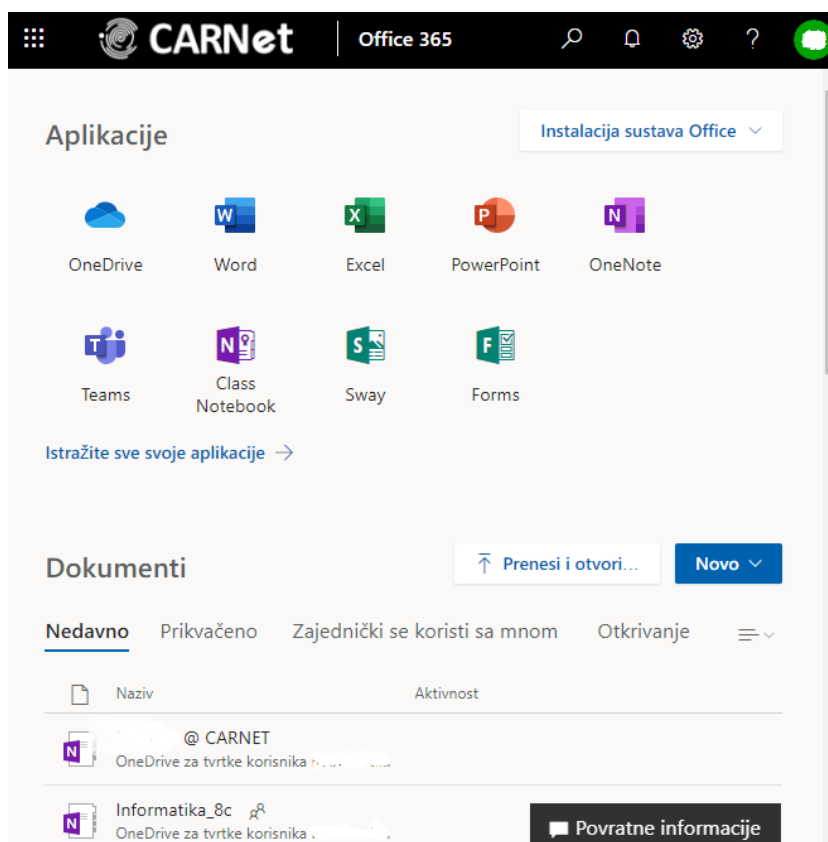 CARNet Office 365 ?
Aplikacije
Instalacija sustava Office
OneDrive Word Excel PowerPoint OneNote
Teams Class Notebook Sway Forms
Istražite sve svoje aplikacije
Dokumenti
Prenesi i otvori...
Novo
Nedavno Prikvačeno Zajednički se koristi sa mnom Otkrivanje
Naziv Aktivnost
@ CARNET
OneDrive za tvrtke korisnika
Informatika_8c
OneDrive za tvrtke korisnika
Povratne informacije